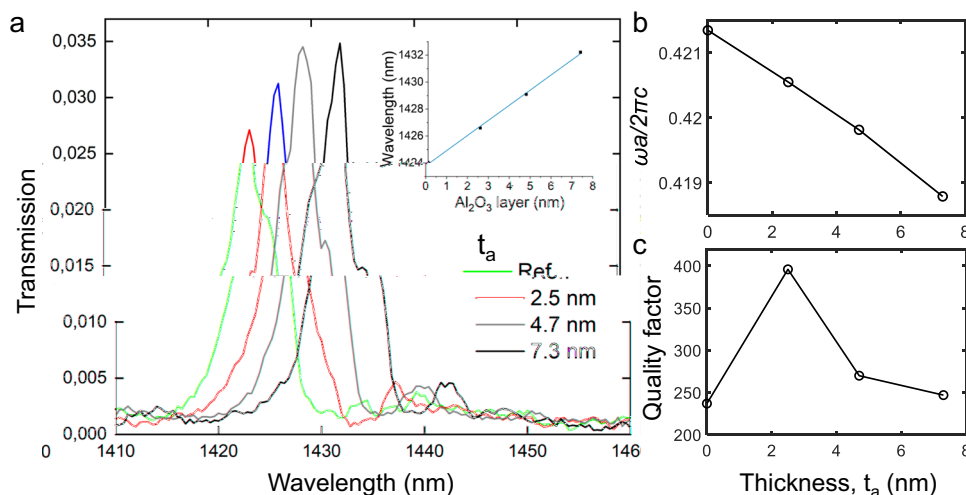 a
Transmission
0,035
0,030
0,025
0,020
0,015
0,010
0,005
0,000
0
1410
1420
1430
1440
1450
146
Wavelength (nm)
Wavelength (nm)
1432
1430
1428
1426
1424
0 1 2 3 4 5 6 7 8
Al₂O₃ layer (nm)
tₐ
Ref.
2.5 nm
4.7 nm
7.3 nm
b
ωa/2πc
0.421
0.42
0.419
0 2 4 6 8
c
Quality factor
400
350
300
250
200
0 2 4 6 8
Thickness, tₐ (nm)